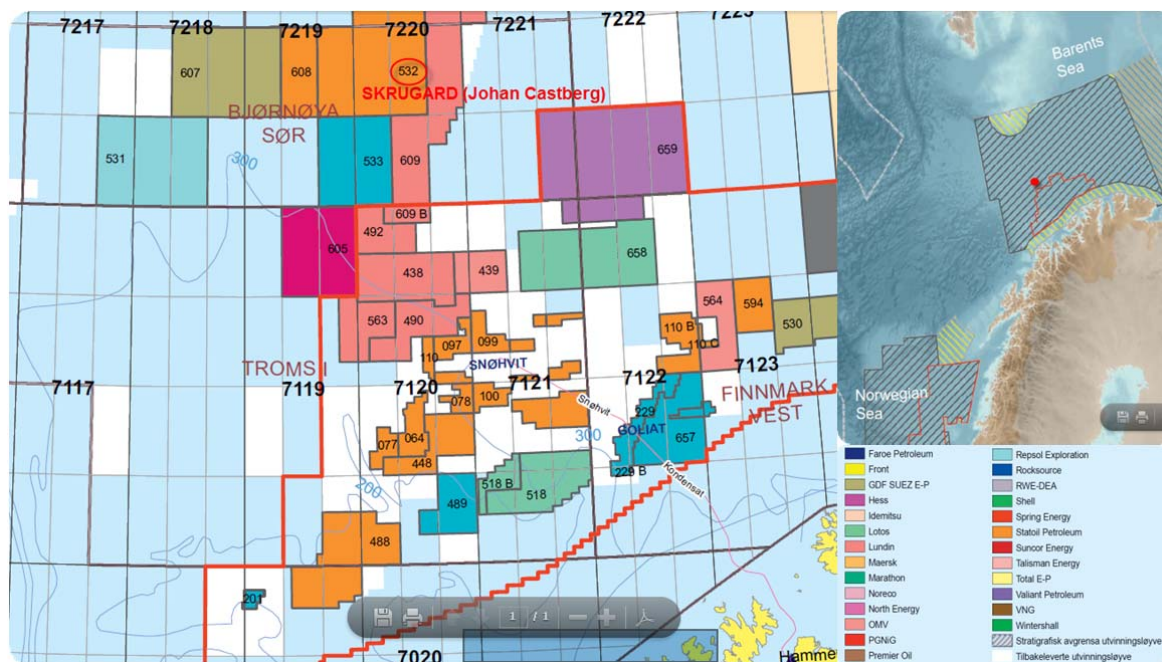 7217
7218
7219
7220
7221
7222
7223
607
608
532
SKRUGARD (Johan Castberg)
BJØRNØYA
SØR
300
531
533
609
659
609 B
492
605
438
439
658
563
490
564
594
530
110 B
110 C
097
099
110
SNØHVIT
TROMS I
7117
7119
7120
7121
7122
7123
078
100
Snøhvit
FINNMARK
VEST
229
GOLIAT
657
077
064
448
300
229 B
Kondensat
200
518 B
518
489
488
201
1 / 1
7020
Hamme
Barents
Sea
Norwegian
Sea
Faroe Petroleum
Front
GDF SUEZ E-P
Hess
Idemitsu
Lotos
Lundin
Maersk
Marathon
Noreco
North Energy
OMV
PGNiG
Premier Oil
Repsol Exploration
Rocksource
RWE-DEA
Shell
Spring Energy
Statoil Petroleum
Suncor Energy
Talisman Energy
Total E-P
Valiant Petroleum
VNG
Wintershall
Stratigrafisk avgrensa utvinningsløyve
Tilbakeleverte utvinningsløyve